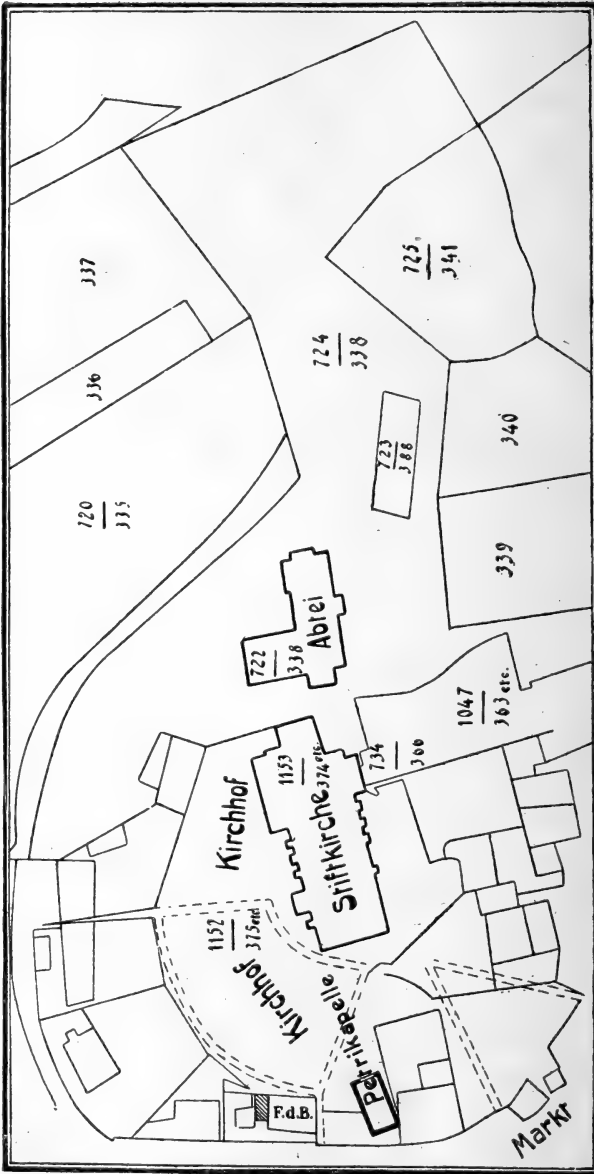 337
336
720
335
725
341
724
338
723
388
340
339
722
338
Abtei
1047
363 etc.
734
366
1153
374 etc.
Stiftkirche
Kirchhof
1152
375 etc
Kirchhof
Petrikapelle
F.d.B.
Markt